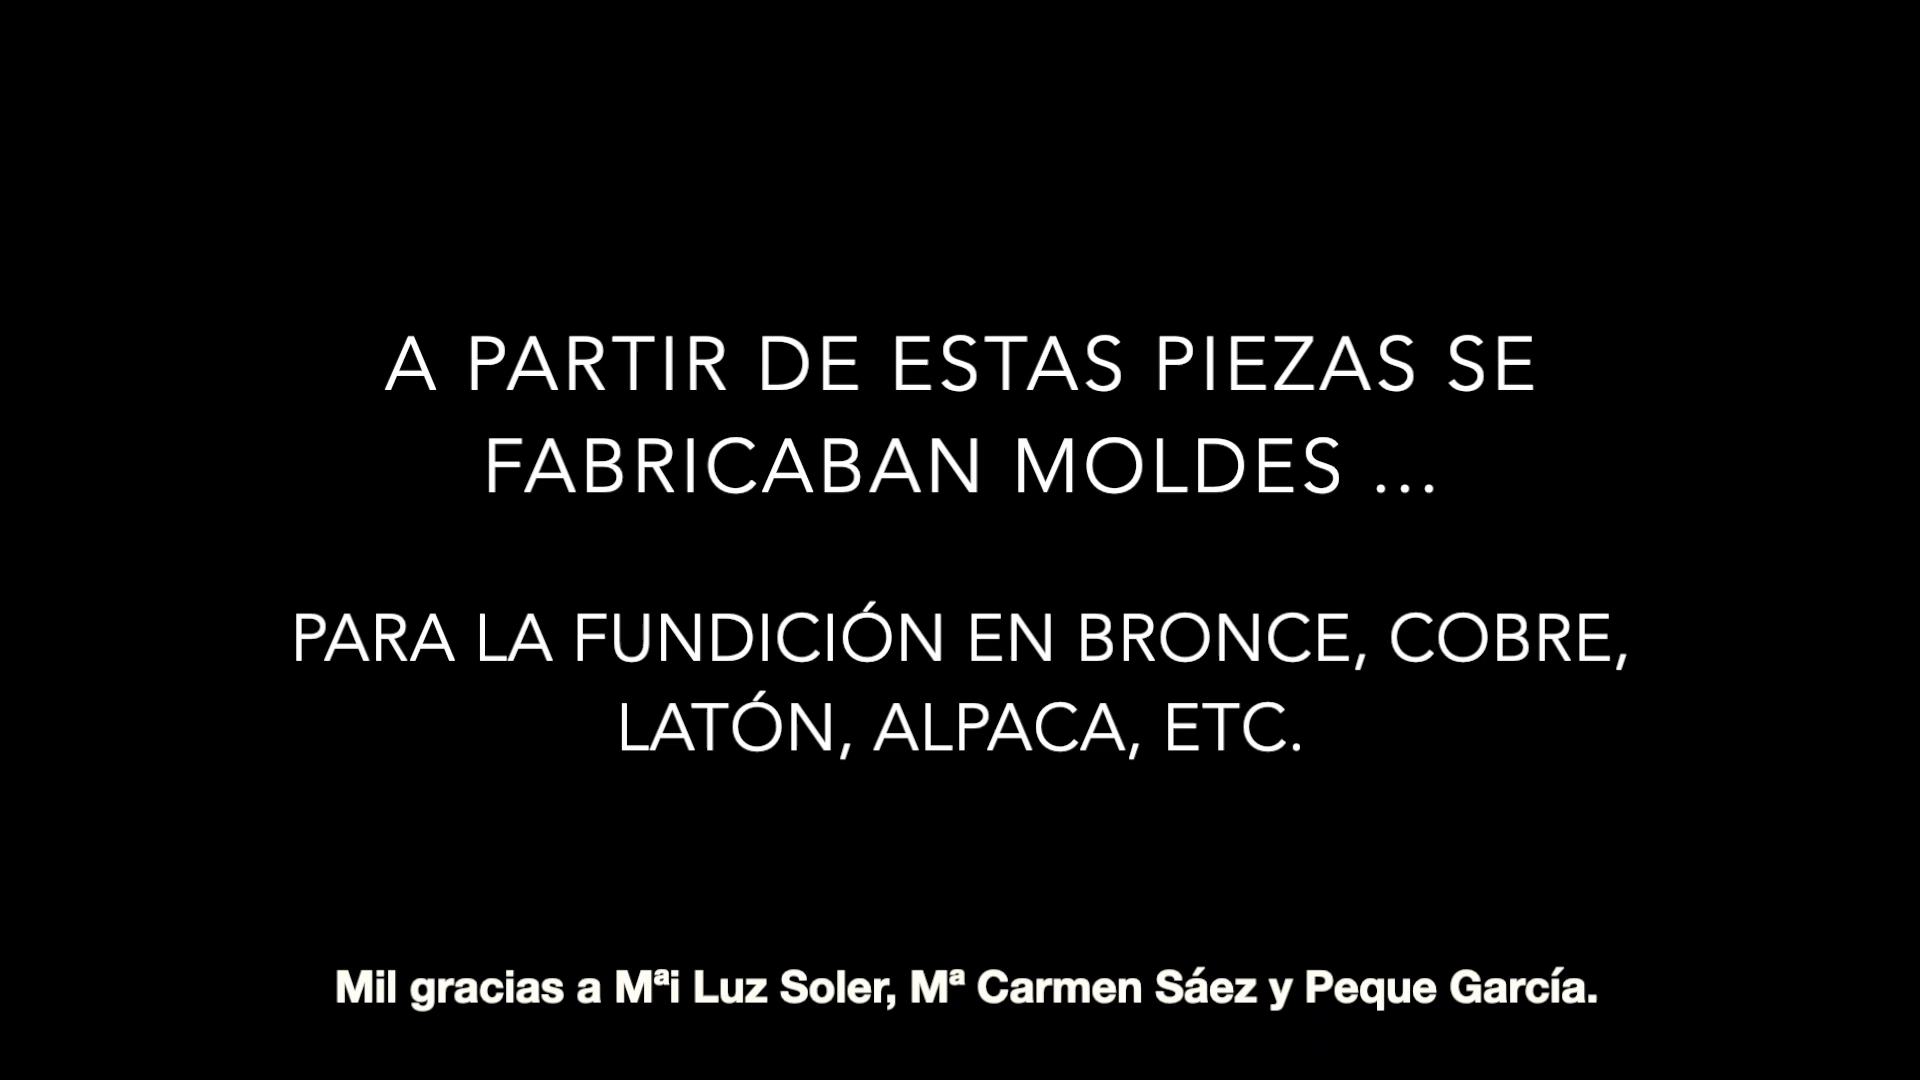 A PARTIR DE ESTAS PIEZAS SE
FABRICABAN MOLDES ...
PARA LA FUNDICIÓN EN BRONCE, COBRE,
LATÓN, ALPACA, ETC.
Mil gracias a Mªi Luz Soler, Mª Carmen Sáez y Peque García.